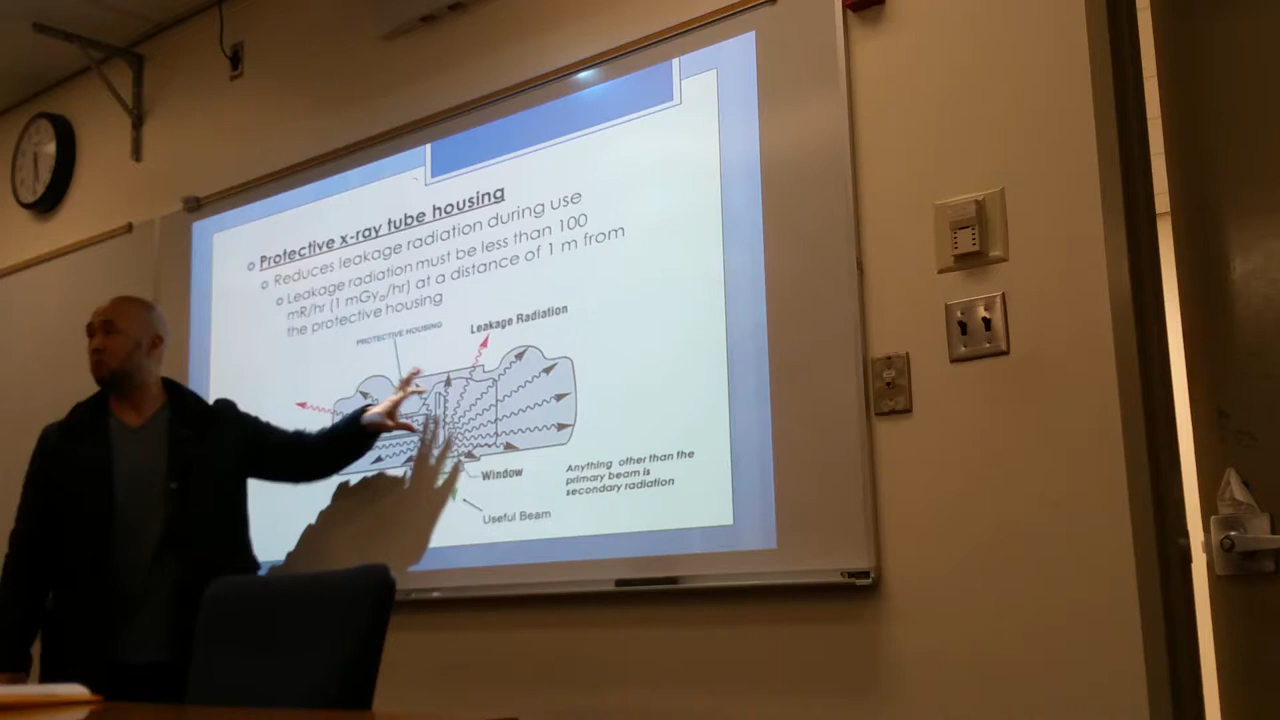 Protective x-ray tube housing
Reduces leakage radiation during use
Leakage radiation must be less than 100
mR/hr (1 mGyₐ/hr) at a distance of 1 m from
the protective housing
PROTECTIVE HOUSING
Leakage Radiation
Window
Useful Beam
Anything other than the
primary beam is
secondary radiation